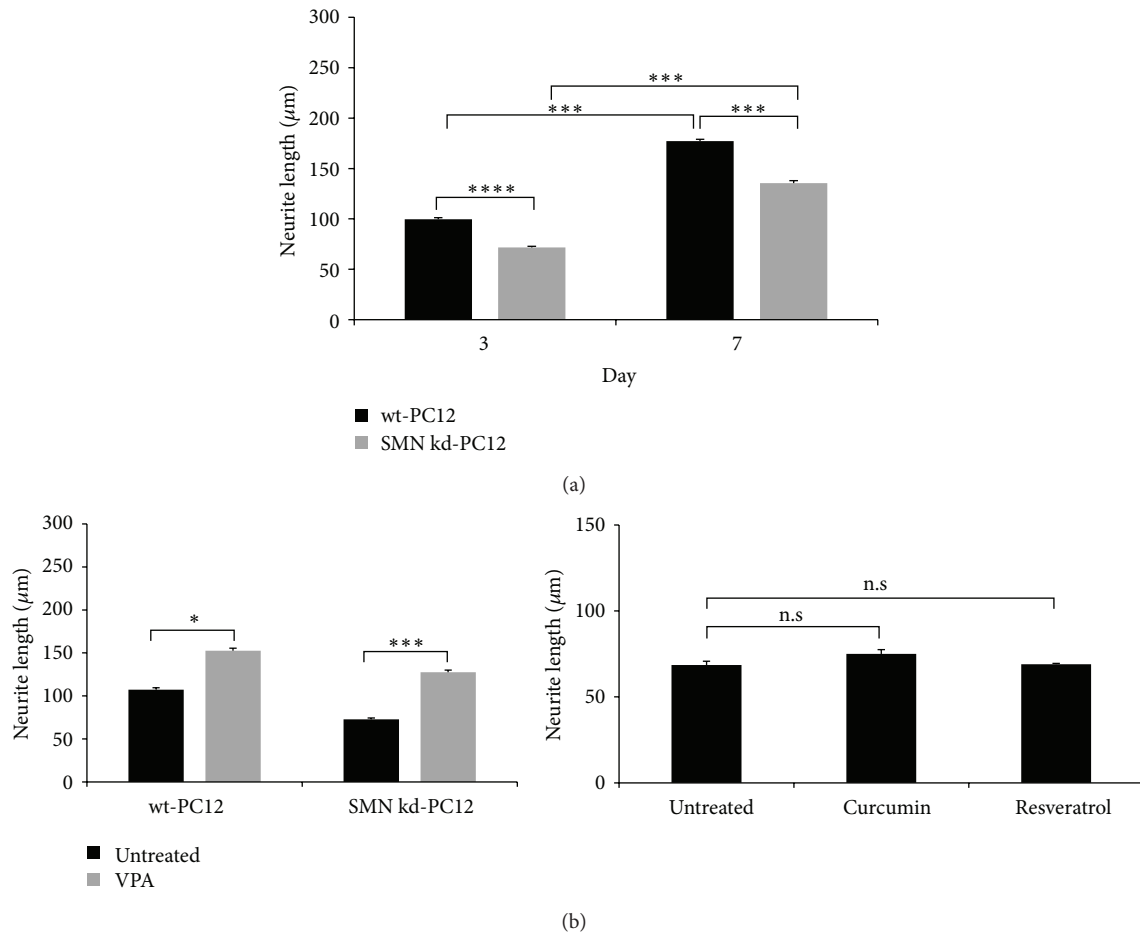 300
250
200
150
100
50
0
Neurite length (μm)
***
***
***
****
3
7
Day
wt-PC12
SMN kd-PC12
(a)
300
250
200
150
100
50
0
Neurite length (μm)
*
***
wt-PC12
SMN kd-PC12
Untreated
VPA
150
100
50
0
Neurite length (μm)
n.s
n.s
Untreated
Curcumin
Resveratrol
(b)